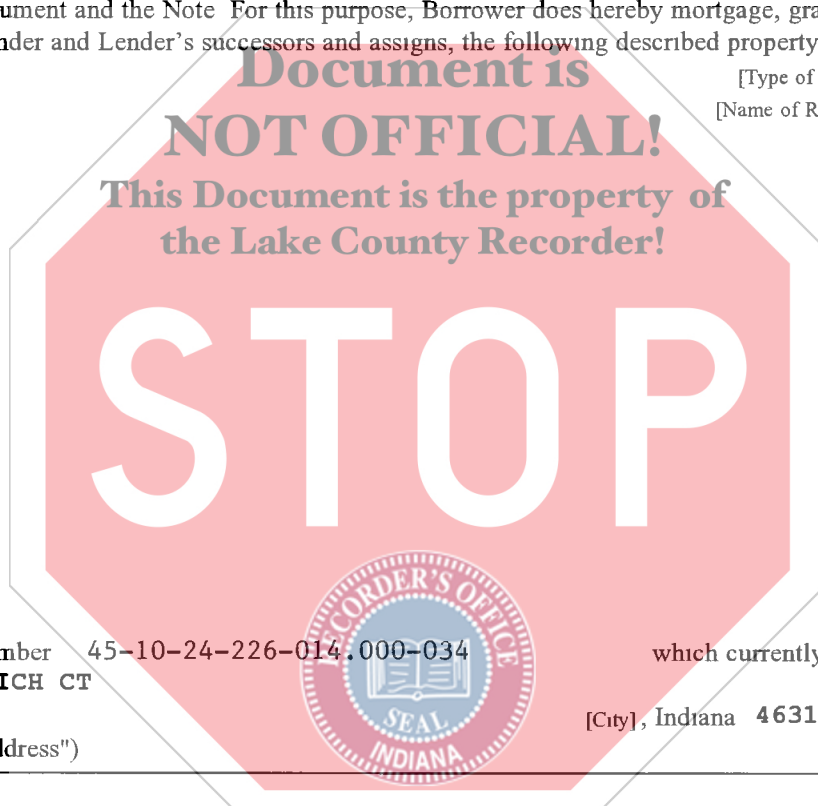 ument and the Note For this purpose, Borrower does hereby mortgage, gra
nder and Lender's successors and assigns, the following described property
Document is
[Type of
NOT OFFICIAL!
[Name of R
This Document is the property of
the Lake County Recorder!
STOP
RECORDER'S OFFICE
mber 45-10-24-226-014.000-034 which currently
ICH CT
SEAL
[City], Indiana 4631
INDIANA
ddress")